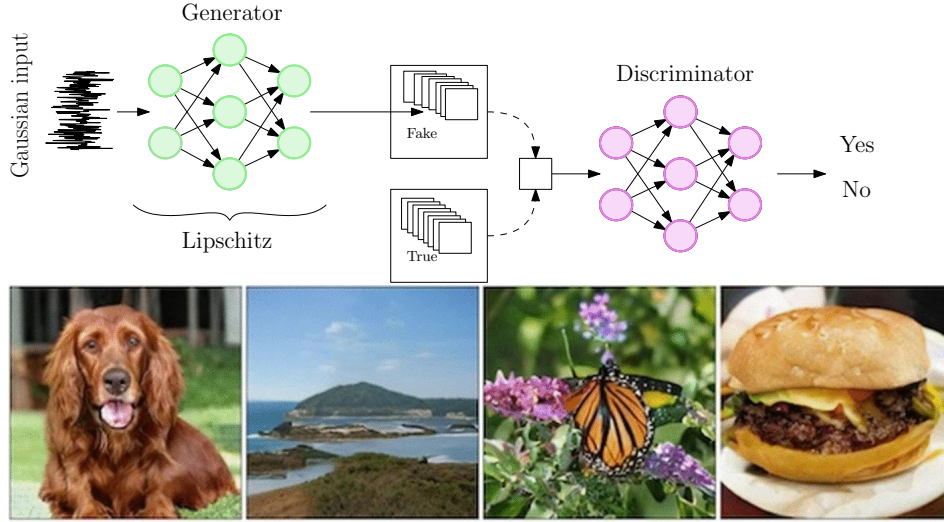 Generator
Gaussian input
Discriminator
Fake
Yes
No
Lipschitz
True